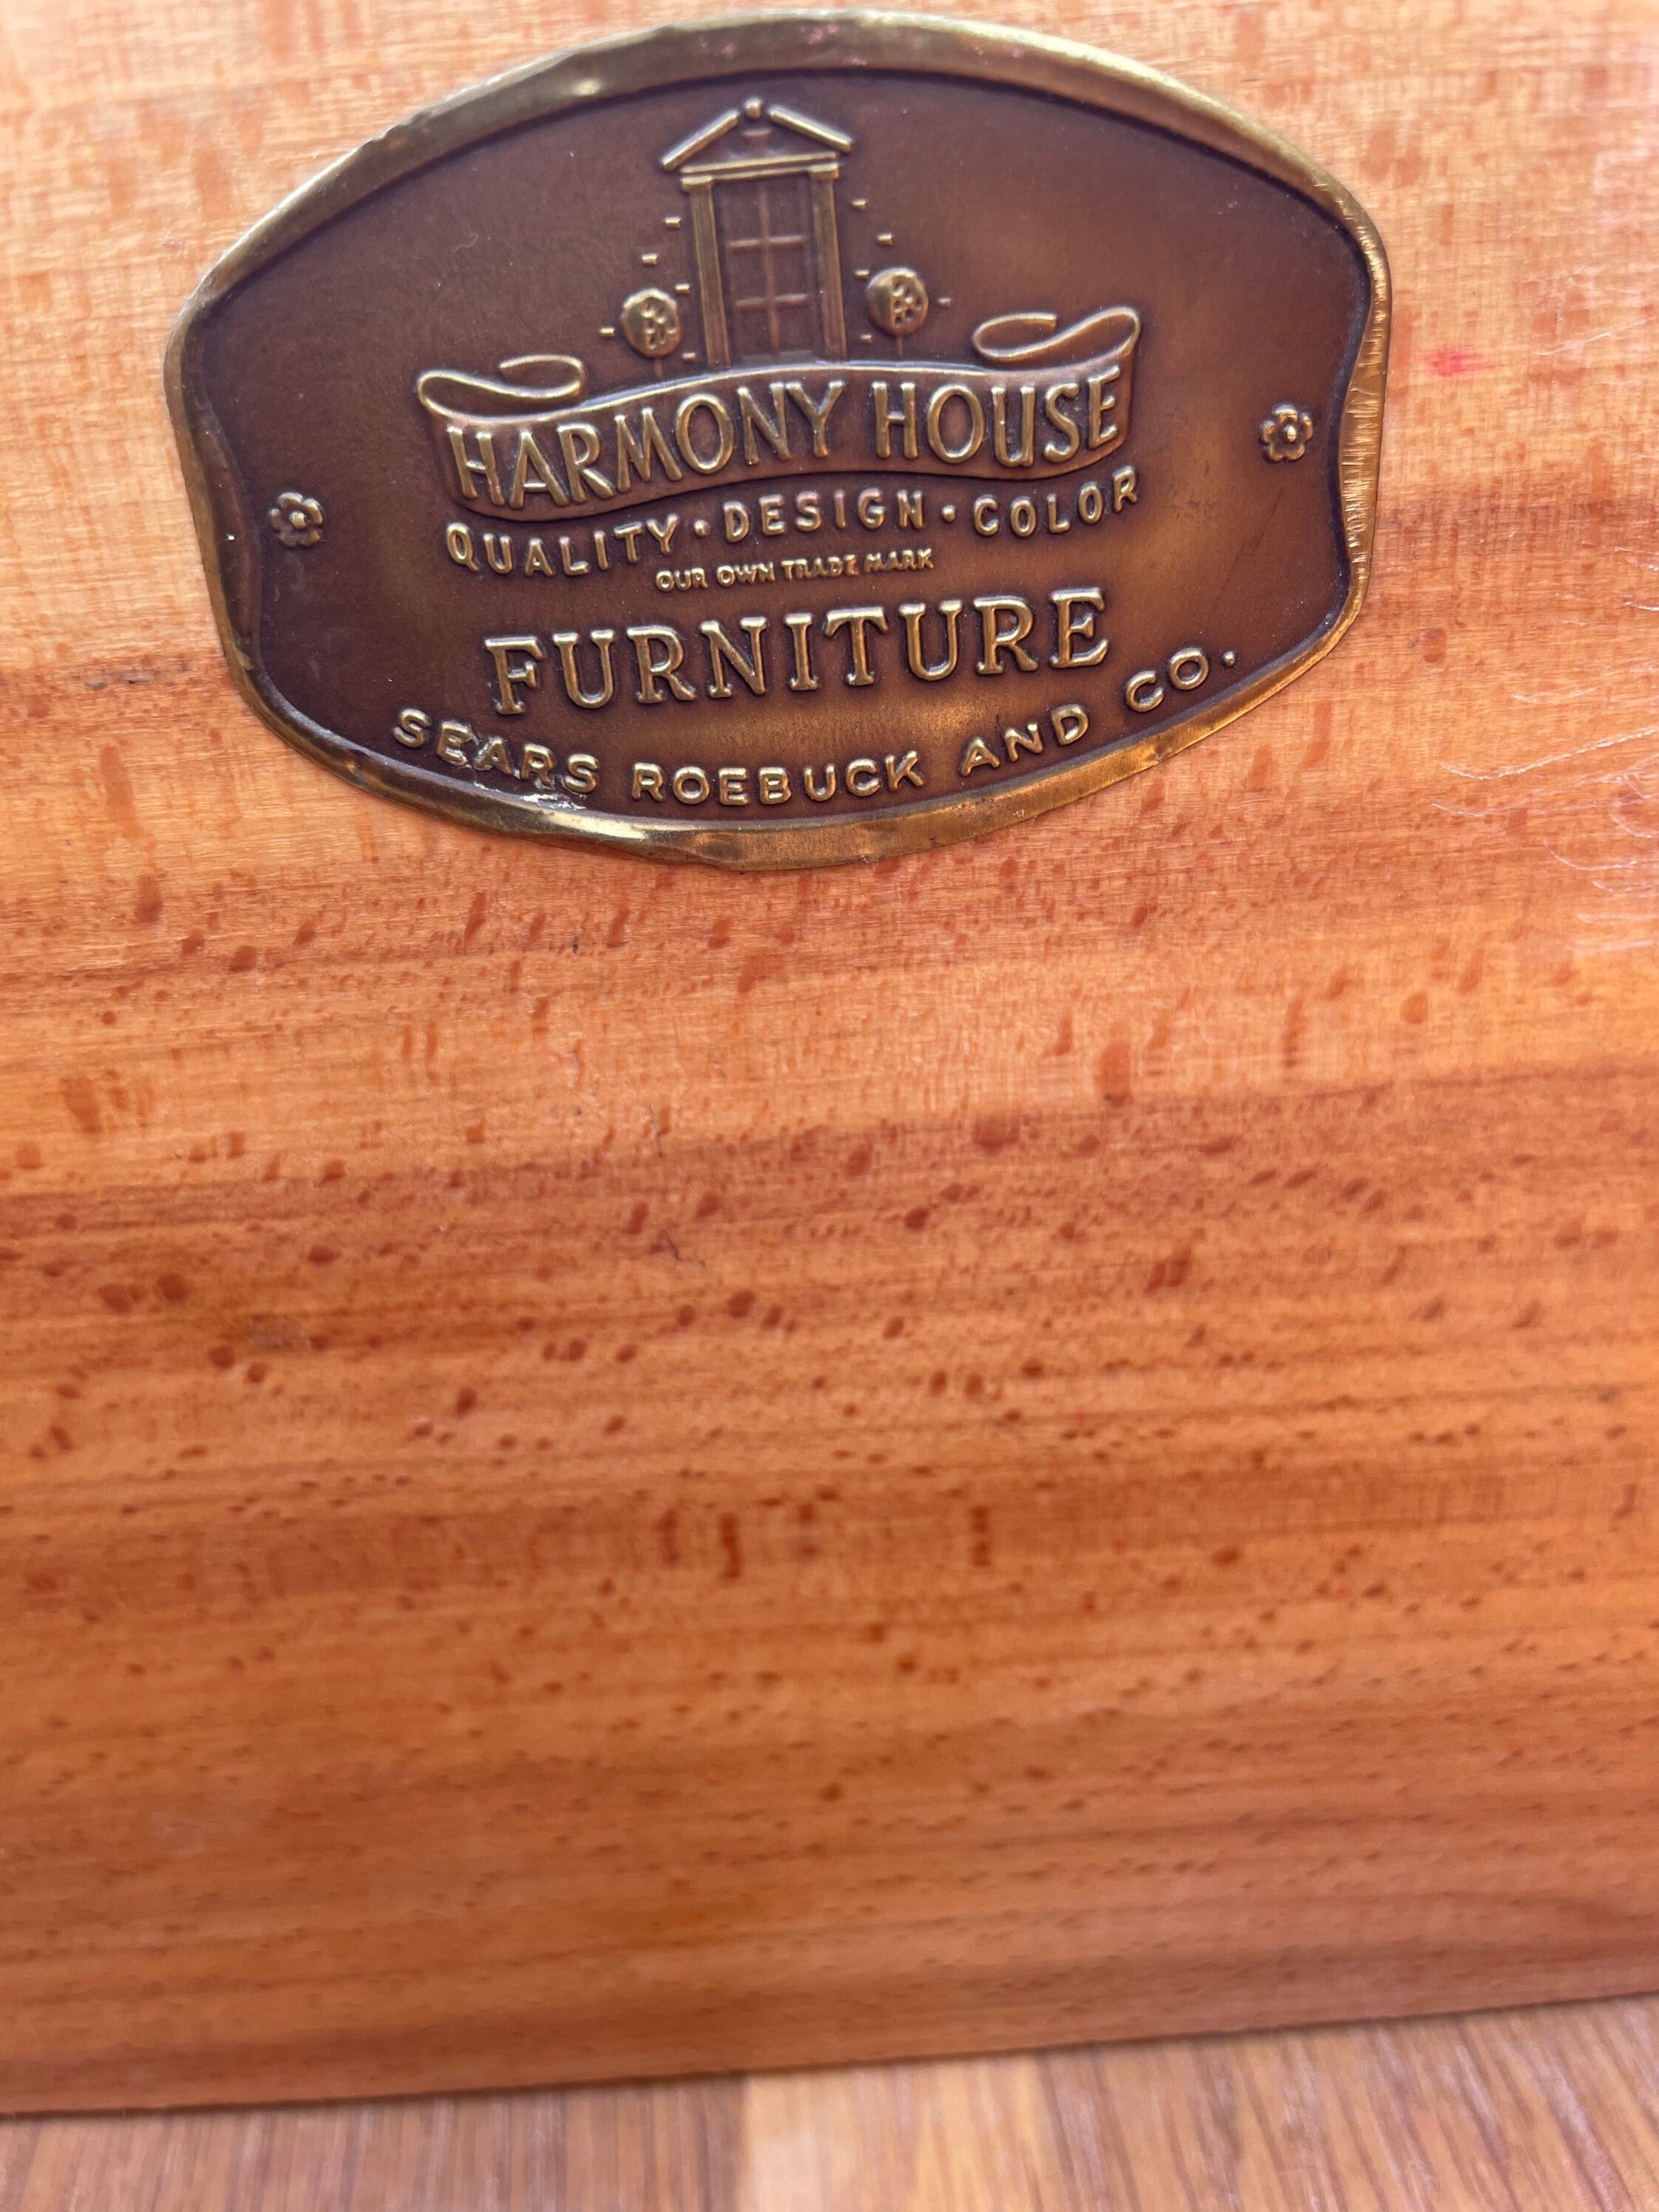 HARMONY HOUSE
QUALITY · DESIGN · COLOR
OUR OWN TRADE MARK
FURNITURE
SEARS ROEBUCK AND CO.